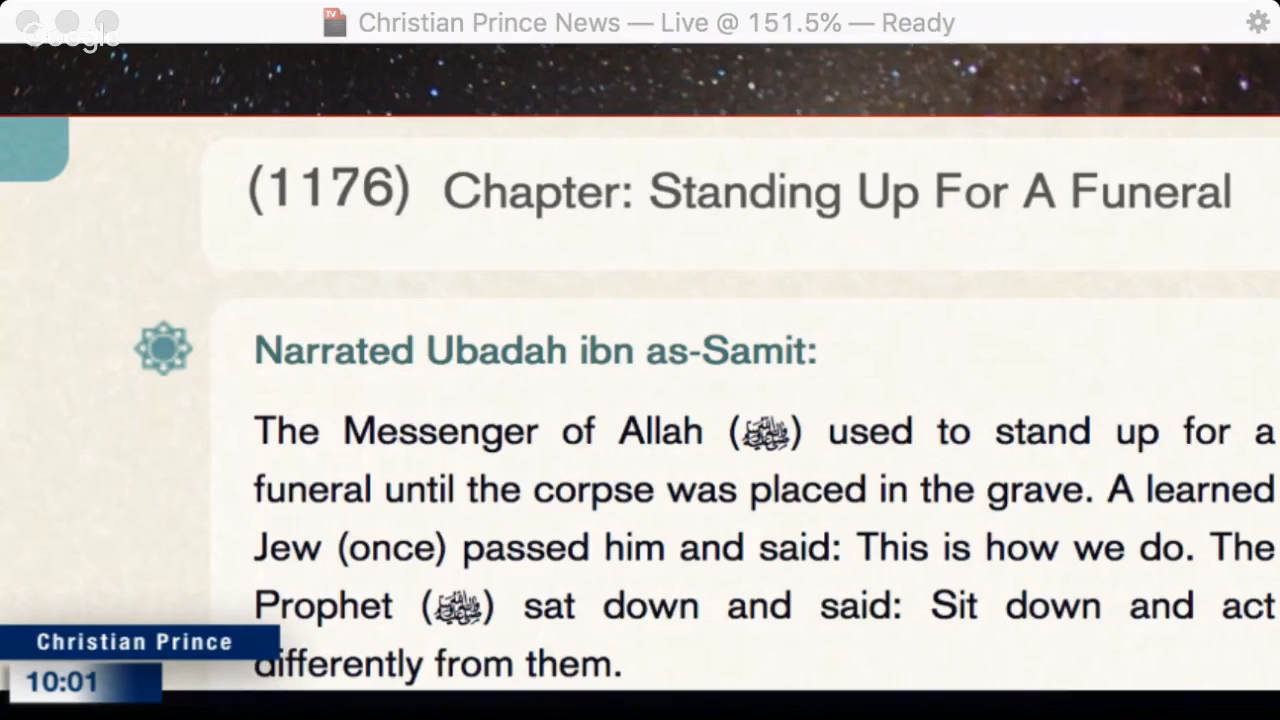 Christian Prince News — Live @ 151.5% — Ready
Google
(1176) Chapter: Standing Up For A Funeral
Narrated Ubadah ibn as-Samit:
The Messenger of Allah (ﷺ) used to stand up for a
funeral until the corpse was placed in the grave. A learned
Jew (once) passed him and said: This is how we do. The
Prophet (ﷺ) sat down and said: Sit down and act
differently from them.
Christian Prince
10:01